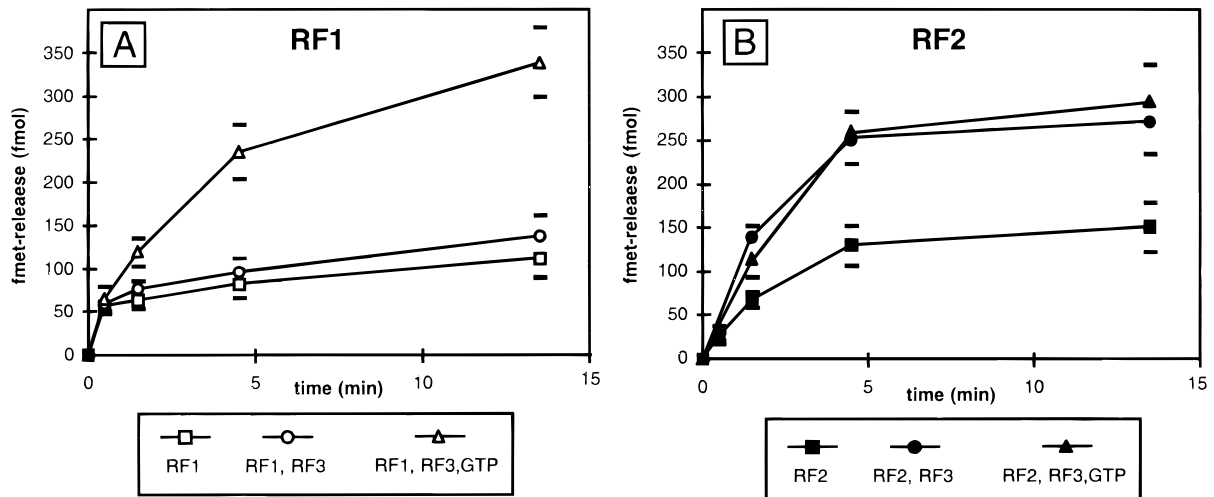 A
RF1
fmet-releaese (fmol)
350
300
250
200
150
100
50
0
0 5 10 15
time (min)
RF1 RF1, RF3 RF1, RF3,GTP
B
RF2
fmet-releaese (fmol)
350
300
250
200
150
100
50
0
0 5 10 15
time (min)
RF2 RF2, RF3 RF2, RF3,GTP